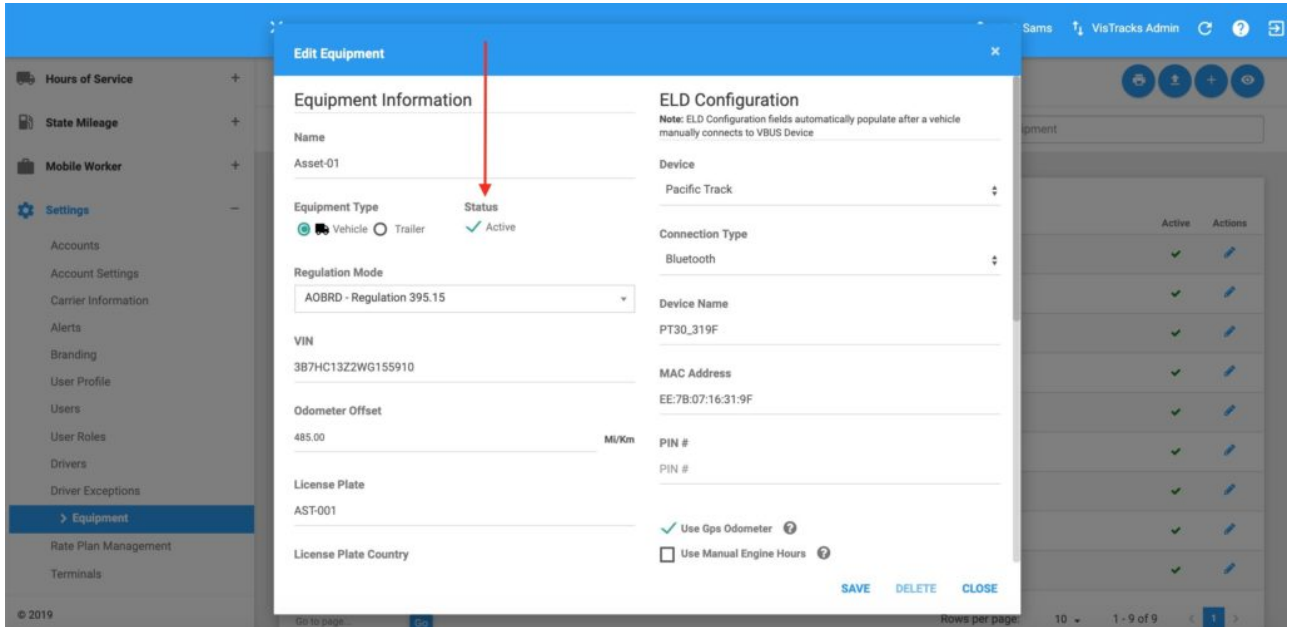 Sams VisTracks Admin
Edit Equipment
Hours of Service
State Mileage
Mobile Worker
Settings
Accounts
Account Settings
Carrier Information
Alerts
Branding
User Profile
Users
User Roles
Drivers
Driver Exceptions
> Equipment
Rate Plan Management
Terminals
© 2019
Equipment Information
Name
Asset-01
Equipment Type
Vehicle Trailer
Status
Active
Regulation Mode
AOBRD - Regulation 395.15
VIN
3B7HC13Z2WG155910
Odometer Offset
485.00 Mi/Km
License Plate
AST-001
License Plate Country
ELD Configuration
Note: ELD Configuration fields automatically populate after a vehicle
manually connects to VBUS Device
Device
Pacific Track
Connection Type
Bluetooth
Device Name
PT30_319F
MAC Address
EE:7B:07:16:31:9F
PIN #
PIN #
Use Gps Odometer
Use Manual Engine Hours
SAVE DELETE CLOSE
Active Actions
Go to page... Go
Rows per page: 10 1 - 9 of 9 < 1 >